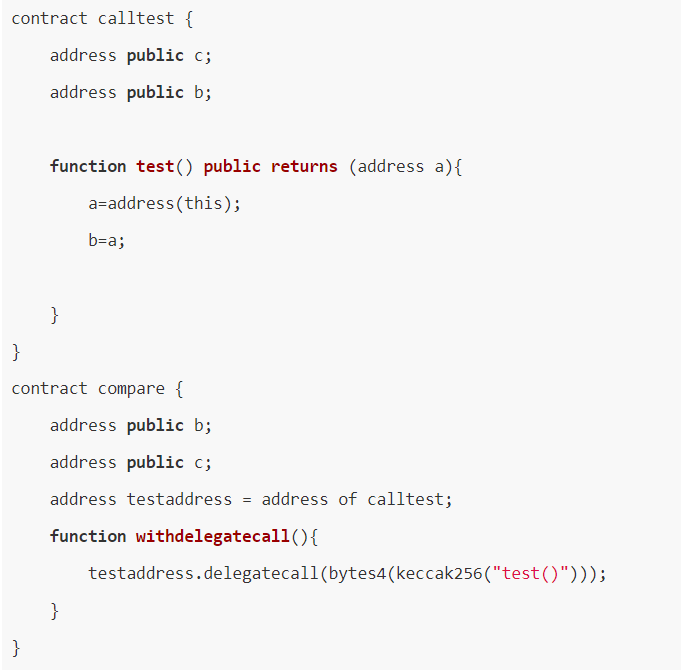 contract calltest {
    address public c;
    address public b;
    function test() public returns (address a){
        a=address(this);
        b=a;
    }
}
contract compare {
    address public b;
    address public c;
    address testaddress = address of calltest;
    function withdelegatecall(){
        testaddress.delegatecall(bytes4(keccak256("test()")));
    }
}